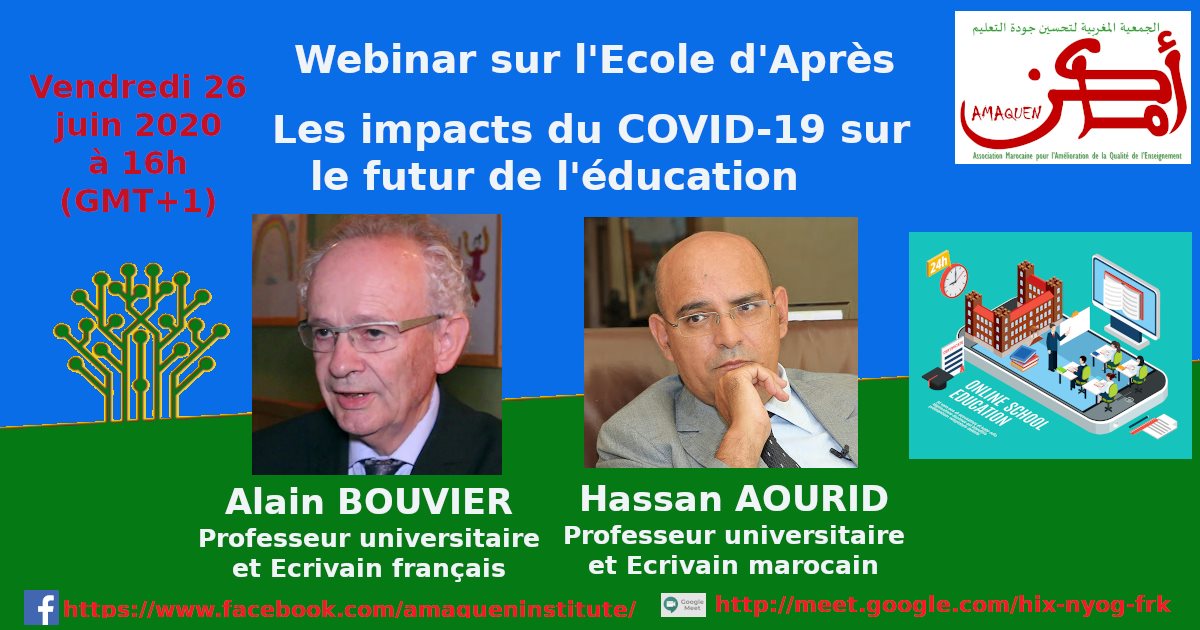 Webinar sur l'Ecole d'Après
Les impacts du COVID-19 sur
le futur de l'éducation
Vendredi 26
juin 2020
à 16h
(GMT+1)
الجمعية المغربية لتحسين جودة التعليم
أماكن
AMAQUEN
Association Marocaine pour l'Amélioration de la Qualité de l'Enseignement
24h
ONLINE SCHOOL
EDUCATION
Alain BOUVIER
Professeur universitaire
et Ecrivain français
Hassan AOURID
Professeur universitaire
et Ecrivain marocain
https://www.facebook.com/amaqueninstitute/
Google
Meet
http://meet.google.com/hix-nyog-frk